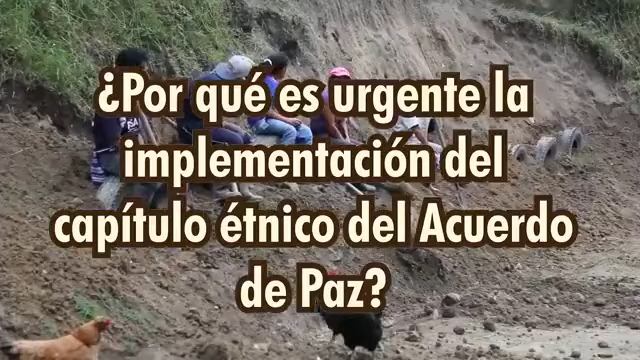 ¿Por qué es urgente la
implementación del
capítulo étnico del Acuerdo
de Paz?